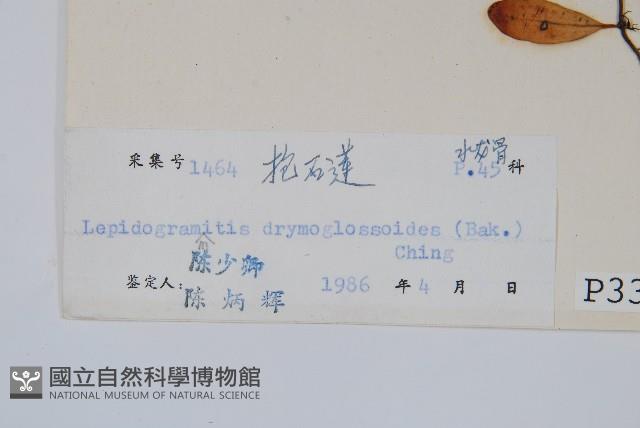 采集号 1464 抱石莲 水龙骨 P.45 科
Lepidogramitis drymoglossoides (Bak.)
Ching
俞
陈少卿
鉴定人: 陈炳辉 1986 年 4 月 日
P33
國立自然科學博物館
NATIONAL MUSEUM OF NATURAL SCIENCE